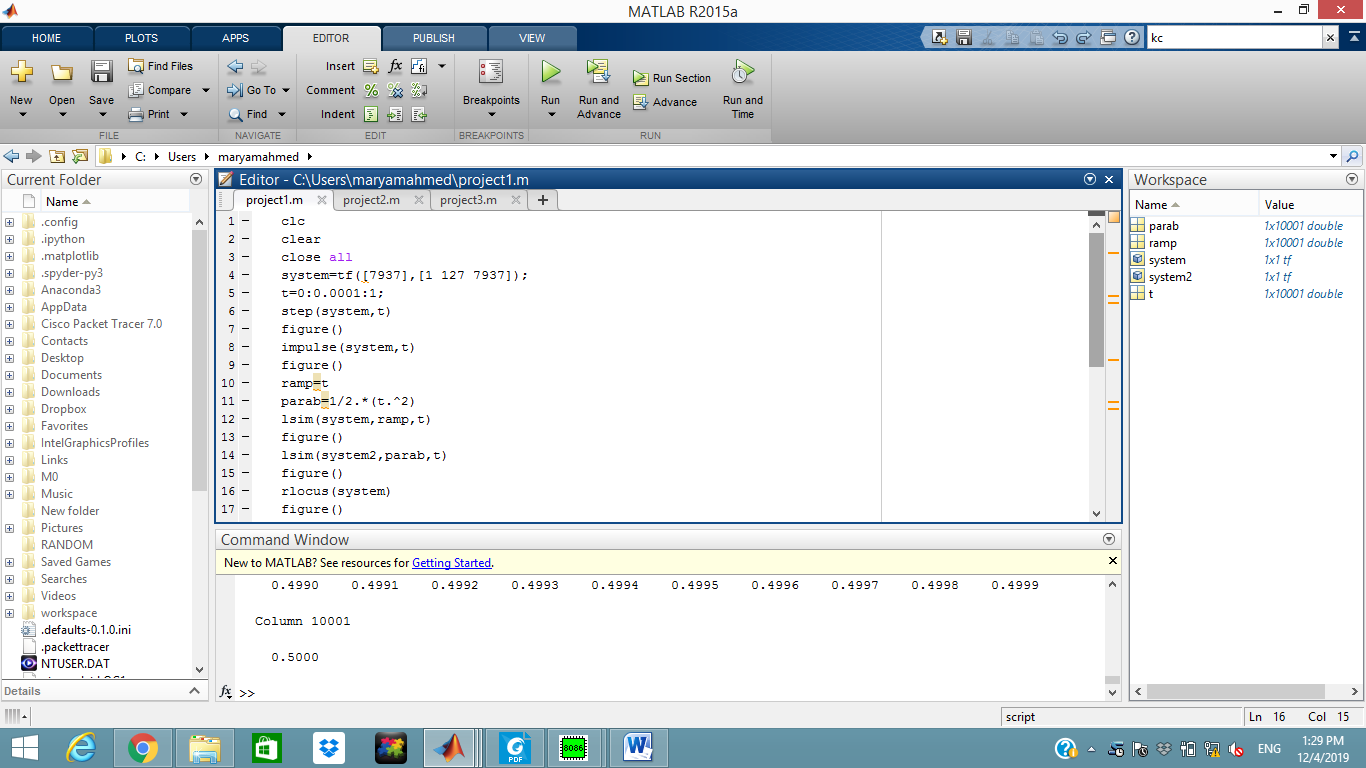 MATLAB R2015a
HOME PLOTS APPS EDITOR PUBLISH VIEW
kc
New Open Save
Find Files
Compare
Print
Go To
Find
Insert fx
Comment % %
Indent
Breakpoints
Run
Run and Advance
Run Section
Advance
Run and Time
FILE NAVIGATE EDIT BREAKPOINTS RUN
C: Users maryamahmed
Current Folder
Name
.config
.ipython
.matplotlib
.spyder-py3
Anaconda3
AppData
Cisco Packet Tracer 7.0
Contacts
Desktop
Documents
Downloads
Dropbox
Favorites
IntelGraphicsProfiles
Links
M0
Music
New folder
Pictures
RANDOM
Saved Games
Searches
Videos
workspace
.defaults-0.1.0.ini
.packettracer
NTUSER.DAT
Details
Editor - C:\Users\maryamahmed\project1.m
project1.m project2.m project3.m
1 – clc
2 – clear
3 – close all
4 – system=tf([7937],[1 127 7937]);
5 – t=0:0.0001:1;
6 – step(system,t)
7 – figure()
8 – impulse(system,t)
9 – figure()
10 – ramp=t
11 – parab=1/2.*(t.^2)
12 – lsim(system,ramp,t)
13 – figure()
14 – lsim(system2,parab,t)
15 – figure()
16 – rlocus(system)
17 – figure()
Command Window
New to MATLAB? See resources for Getting Started.
0.4990 0.4991 0.4992 0.4993 0.4994 0.4995 0.4996 0.4997 0.4998 0.4999
Column 10001
0.5000
fx >>
Workspace
Name Value
parab 1x10001 double
ramp 1x10001 double
system 1x1 tf
system2 1x1 tf
t 1x10001 double
script Ln 16 Col 15
PDF
8086
ENG
1:29 PM
12/4/2019